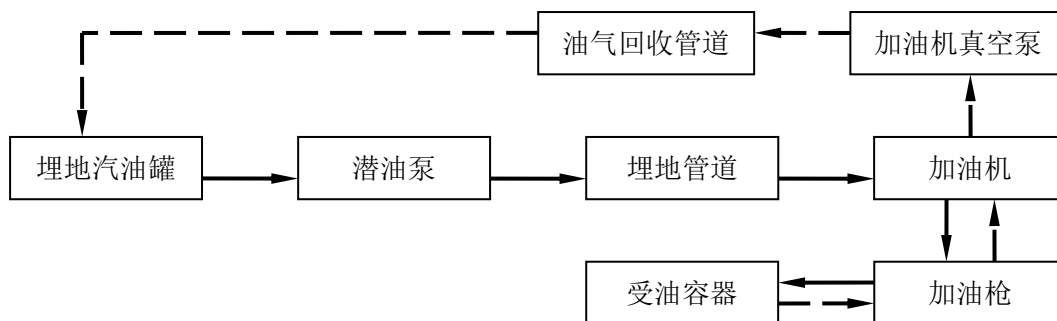 油气回收管道
加油机真空泵
埋地汽油罐
潜油泵
埋地管道
加油机
受油容器
加油枪